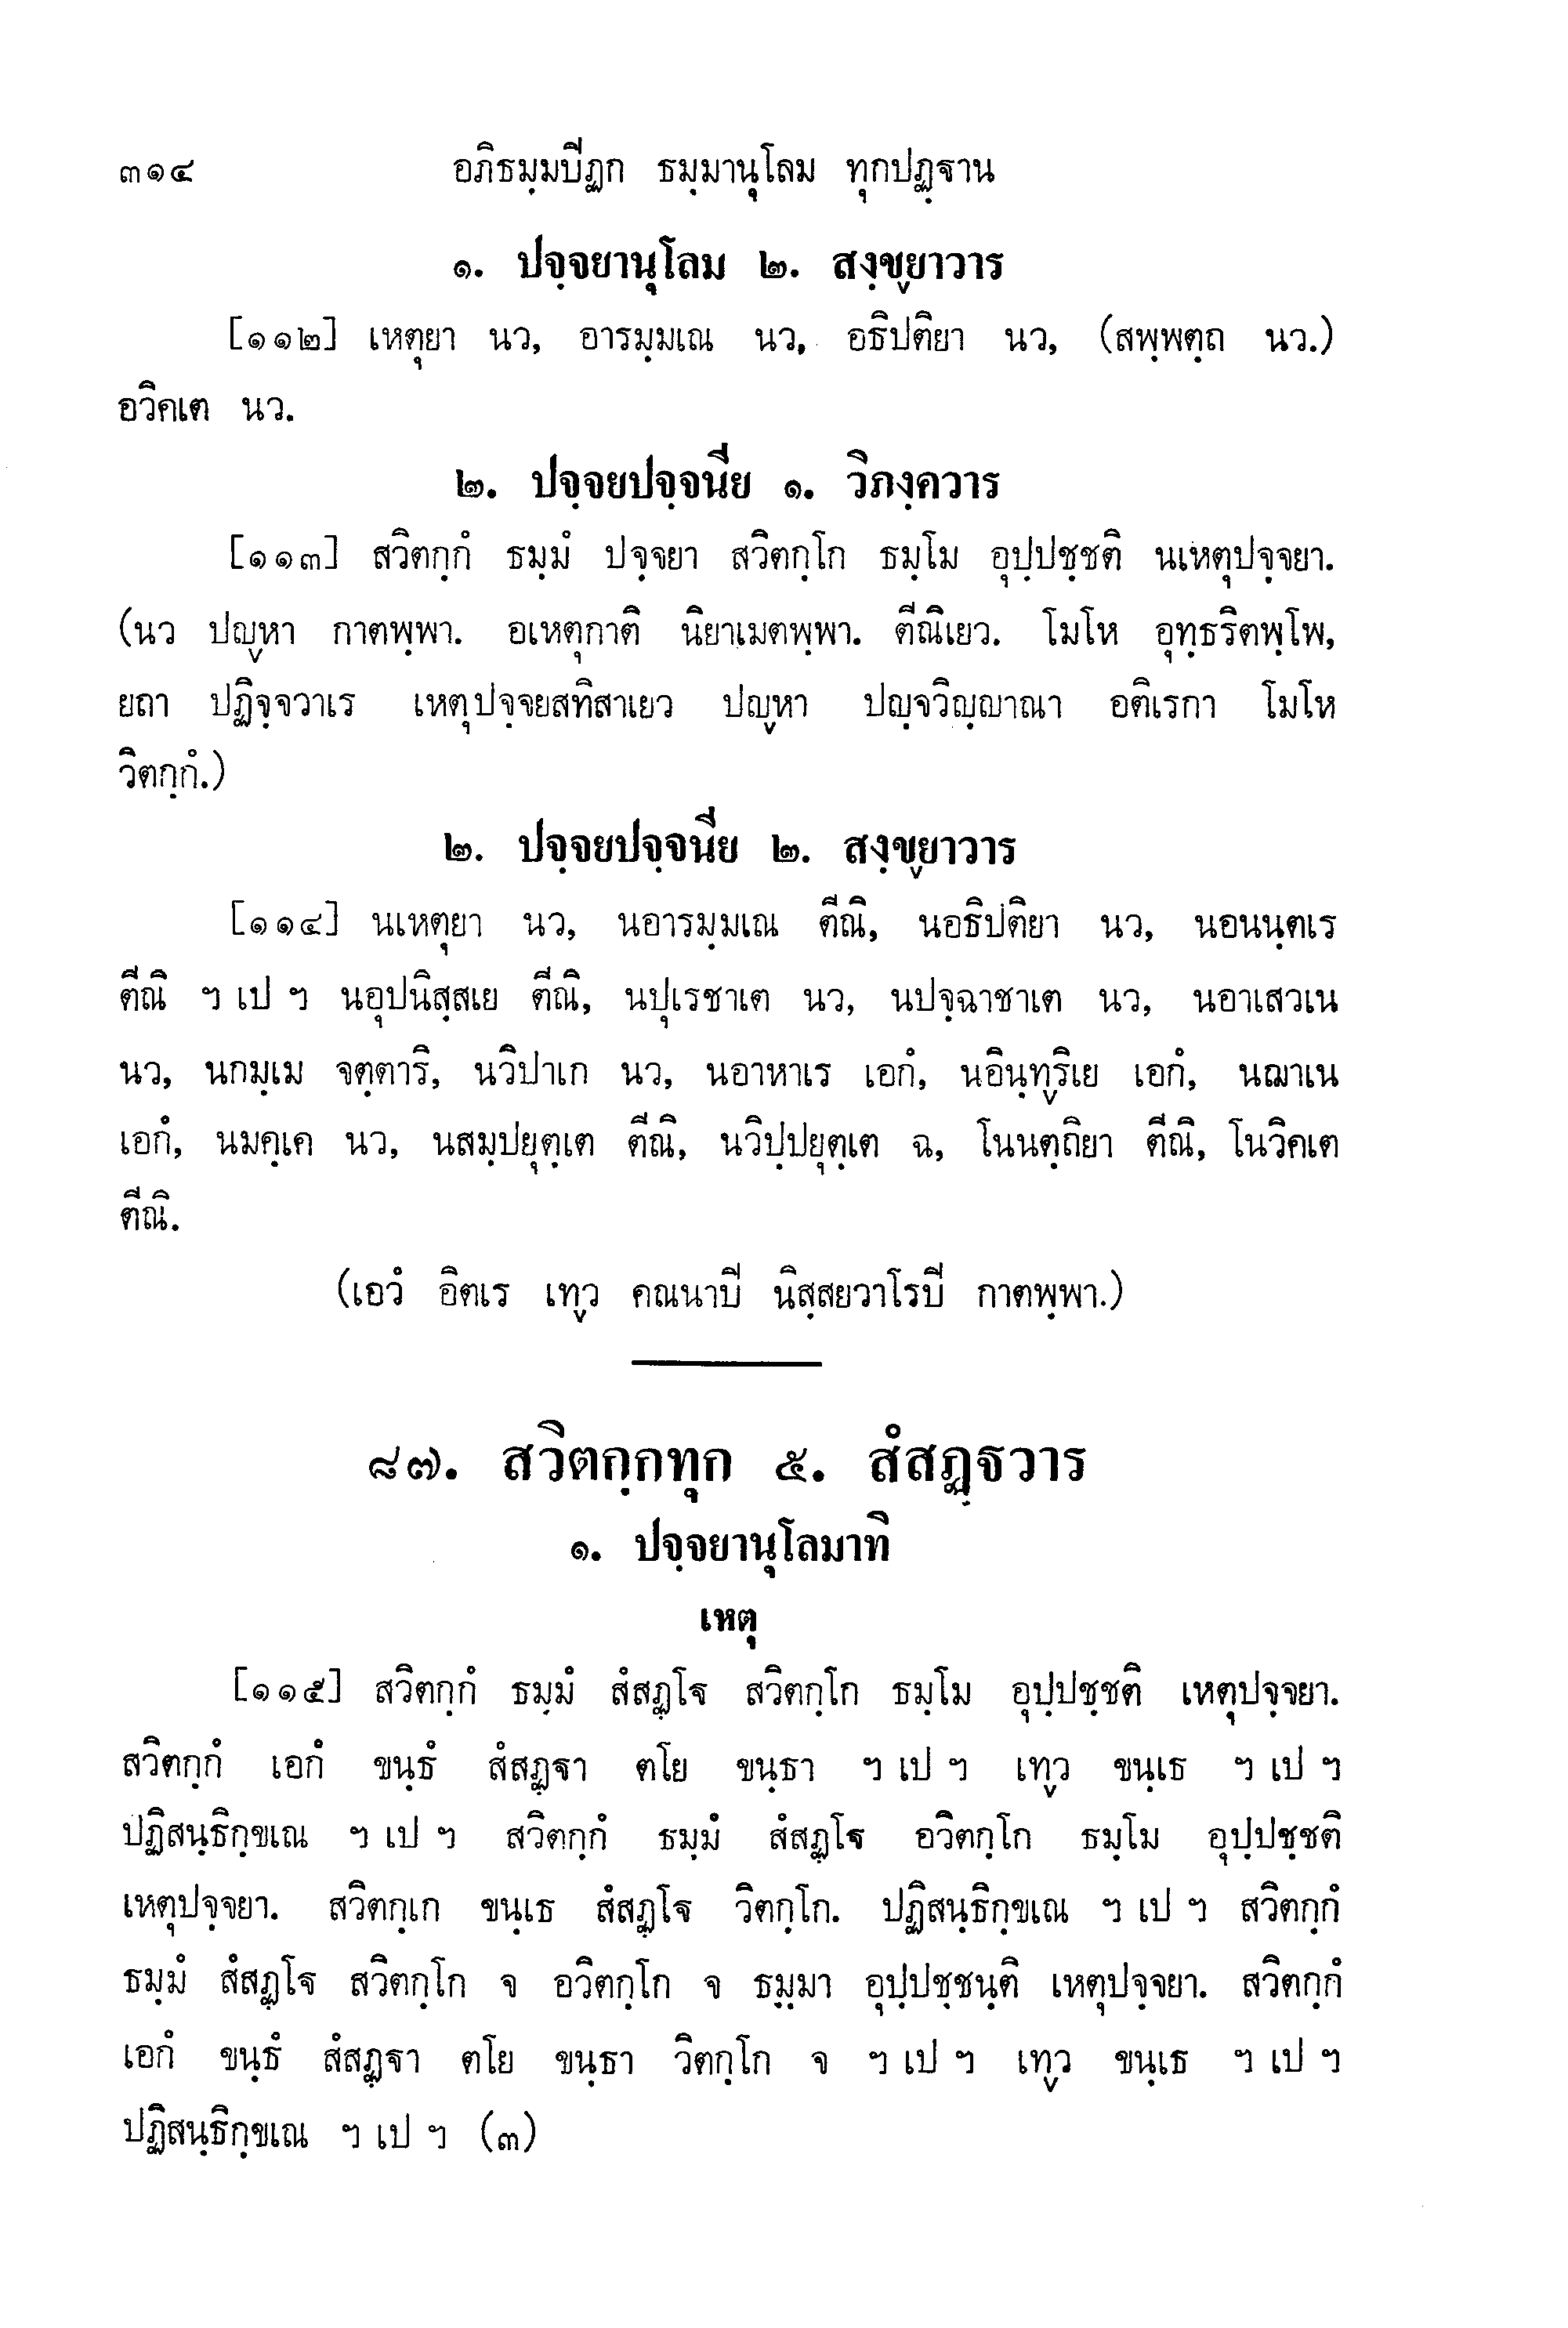 ๓๑๔ อภิธมฺมปิฏก ธมฺมานุโลม ทุกปฏฺฐาน
๑. ปจฺจยานุโลม ๒. สงฺขฺยาวาร
[๑๑๒] เหตุยา นว, อารมฺมเณ นว, อธิปติยา นว, (สพฺพตฺถ นว.)
อวิคเต นว.
๒. ปจฺจยปจฺจนีย ๑. วิภงฺควาร
[๑๑๓] สวิตกฺกํ ธมฺมํ ปจฺจยา สวิตกฺโก ธมฺโม อุปฺปชฺชติ นเหตุปจฺจยา.
(นว ปญฺหา กาตพฺพา. อเหตุกาติ นิยาเมตพฺพา. ตีณิเยว. โมโห อุทฺธริตพฺโพ,
ยถา ปฏิจฺจวาเร เหตุปจฺจยสทิสาเยว ปญฺหา ปญฺจวิญฺญาณา อติเรกา โมโห
วิตกฺกํ.)
๒. ปจฺจยปจฺจนีย ๒. สงฺขฺยาวาร
[๑๑๔] นเหตุยา นว, นอารมฺมเณ ตีณิ, นอธิปติยา นว, นอนนฺตเร
ตีณิ ฯ เป ฯ นอุปนิสฺสเย ตีณิ, นปุเรชาเต นว, นปจฺฉาชาเต นว, นอาเสวเน
นว, นกมฺเม จตฺตาริ, นวิปาเก นว, นอาหาเร เอกํ, นอินฺทฺริเย เอกํ, นฌาเน
เอกํ, นมคฺเค นว, นสมฺปยุตฺเต ตีณิ, นวิปฺปยุตฺเต ฉ, โนนตฺถิยา ตีณิ, โนวิคเต
ตีณิ.
(เอวํ อิตเร เทฺว คณนาปิ นิสฺสยวาโรปิ กาตพฺพา.)
๘๗. สวิตกฺกทุก ๕. สํสฏฺฐวาร
๑. ปจฺจยานุโลมาทิ
เหตุ
[๑๑๕] สวิตกฺกํ ธมฺมํ สํสฏฺโฐ สวิตกฺโก ธมฺโม อุปฺปชฺชติ เหตุปจฺจยา.
สวิตกฺกํ เอกํ ขนฺธํ สํสฏฺฐา ตโย ขนฺธา ฯ เป ฯ เทฺว ขนฺเธ ฯ เป ฯ
ปฏิสนฺธิกฺขเณ ฯ เป ฯ สวิตกฺกํ ธมฺมํ สํสฏฺโฐ อวิตกฺโก ธมฺโม อุปฺปชฺชติ
เหตุปจฺจยา. สวิตกฺเก ขนฺเธ สํสฏฺโฐ วิตกฺโก. ปฏิสนฺธิกฺขเณ ฯ เป ฯ สวิตกฺกํ
ธมฺมํ สํสฏฺโฐ สวิตกฺโก จ อวิตกฺโก จ ธมฺมา อุปฺปชฺชนฺติ เหตุปจฺจยา. สวิตกฺกํ
เอกํ ขนฺธํ สํสฏฺฐา ตโย ขนฺธา วิตกฺโก จ ฯ เป ฯ เทฺว ขนฺเธ ฯ เป ฯ
ปฏิสนฺธิกฺขเณ ฯ เป ฯ (๓)